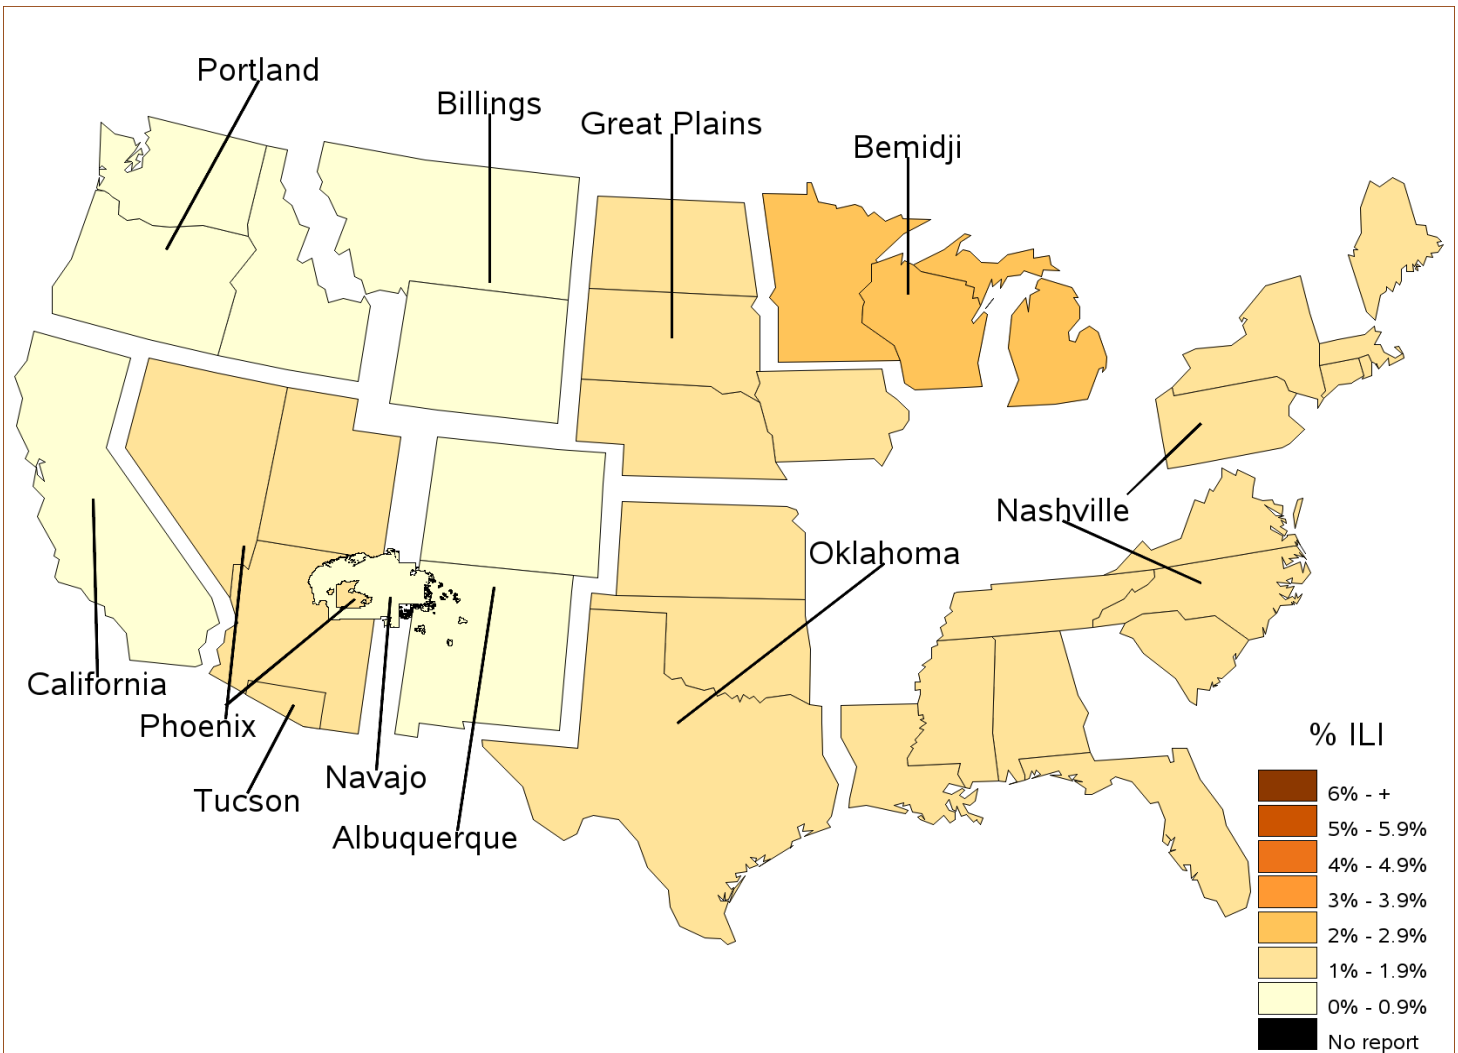 Portland
Billings
Great Plains
Bemidji
Nashville
Oklahoma
California
Phoenix
Navajo
Tucson
Albuquerque
% ILI
6% - +
5% - 5.9%
4% - 4.9%
3% - 3.9%
2% - 2.9%
1% - 1.9%
0% - 0.9%
No report